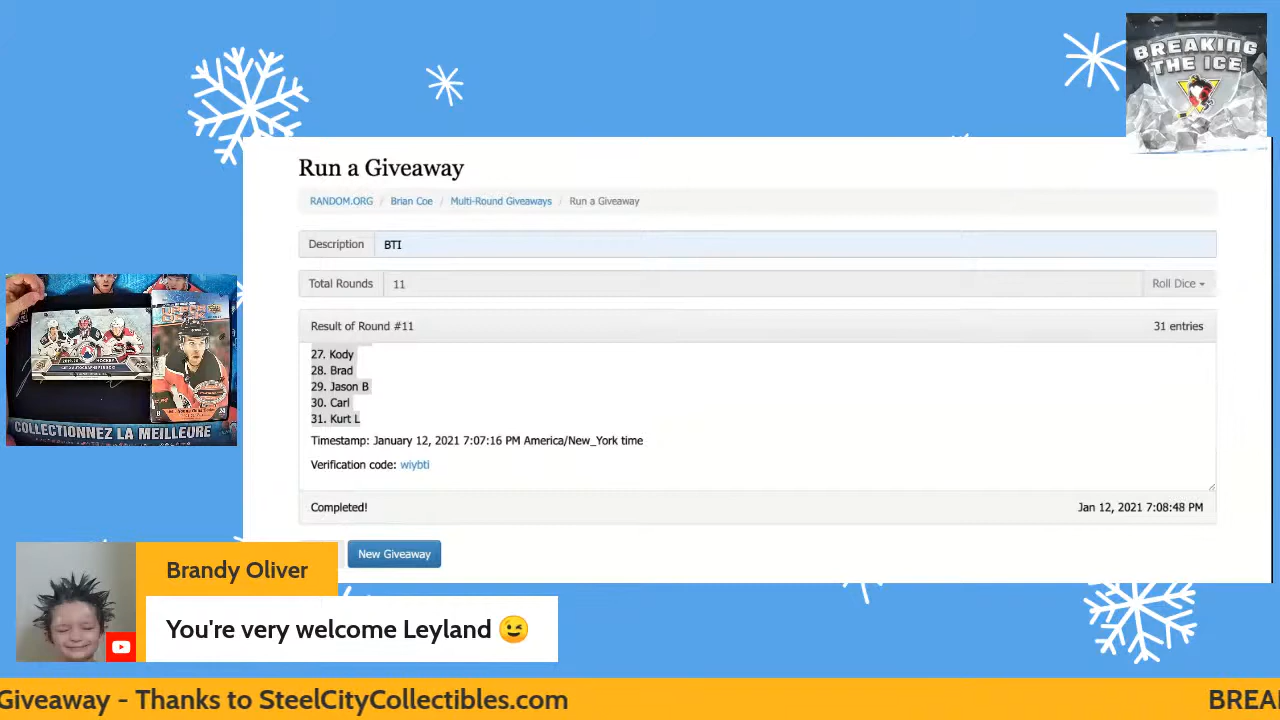 BREAKING
THE ICE
Run a Giveaway
RANDOM.ORG / Brian Coe / Multi-Round Giveaways / Run a Giveaway
Description BTI
Total Rounds 11 Roll Dice
Result of Round #11 31 entries
27. Kody
28. Brad
29. Jason B
30. Carl
31. Kurt L
Timestamp: January 12, 2021 7:07:16 PM America/New_York time
Verification code: wiybti
Completed! Jan 12, 2021 7:08:48 PM
New Giveaway
HOCKEY
COLLECTIONNEZ LA MEILLEURE
Brandy Oliver
You're very welcome Leyland 😉
Giveaway - Thanks to SteelCityCollectibles.com
BREA